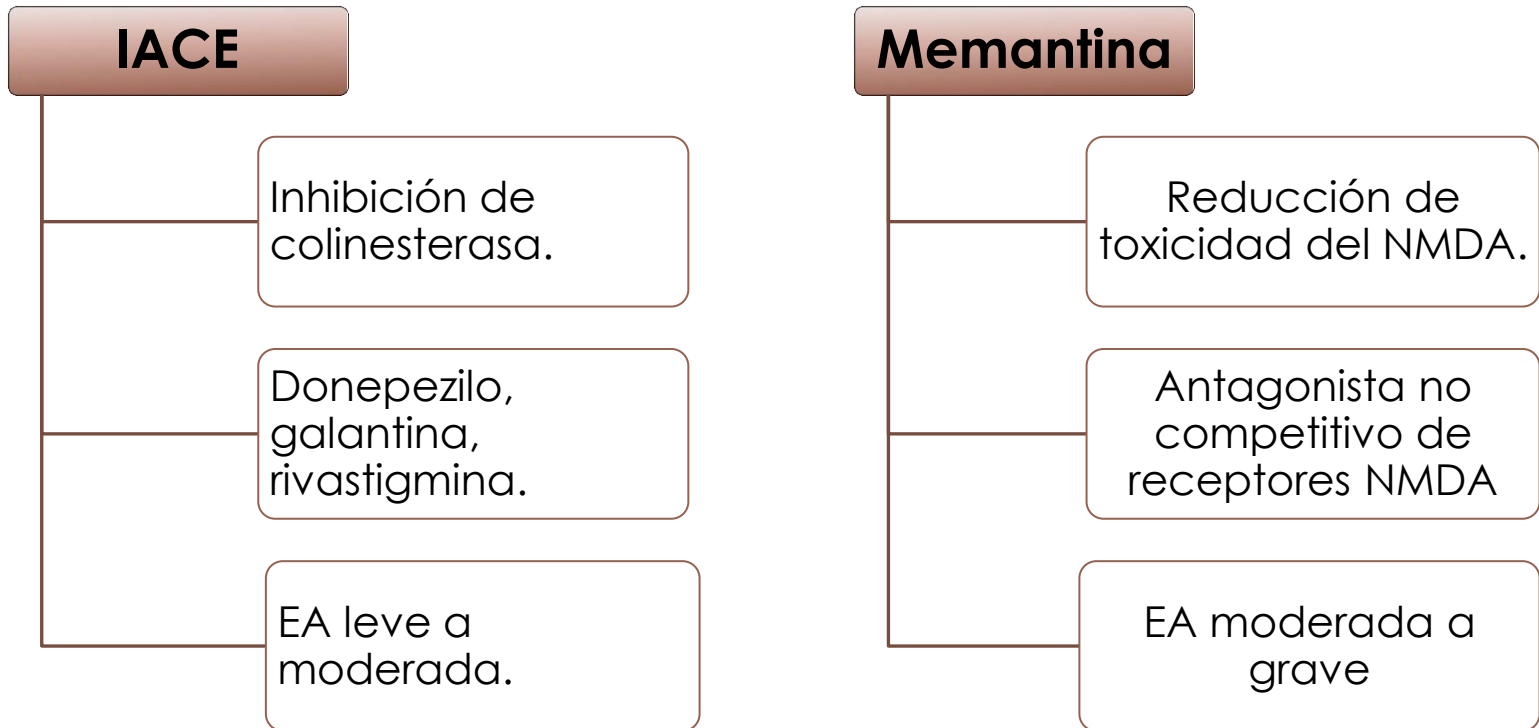 IACE
Inhibición de
colinesterasa.
Donepezilo,
galantina,
rivastigmina.
EA leve a
moderada.
Memantina
Reducción de
toxicidad del NMDA.
Antagonista no
competitivo de
receptores NMDA
EA moderada a
grave